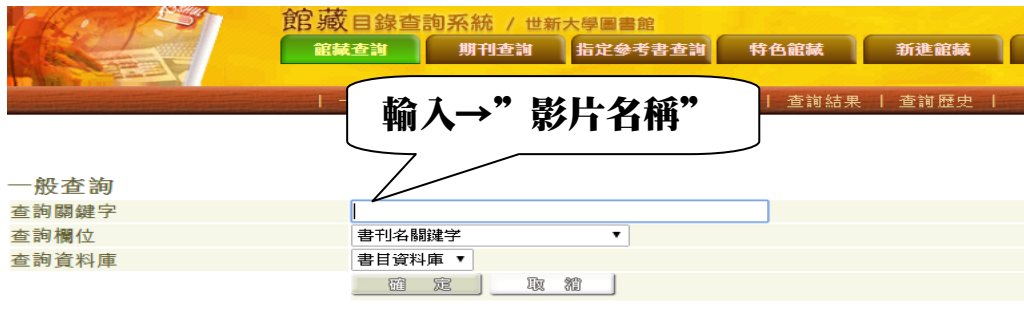 館藏目錄查詢系統 / 世新大學圖書館
館藏查詢 期刊查詢 指定參考書查詢 特色館藏 新進館藏
| 一 | 查詢結果 | 查詢歷史 |
輸入→”影片名稱”
一般查詢
查詢關鍵字
查詢欄位 書刊名關鍵字 ▼
查詢資料庫 書目資料庫 ▼
確定 取消